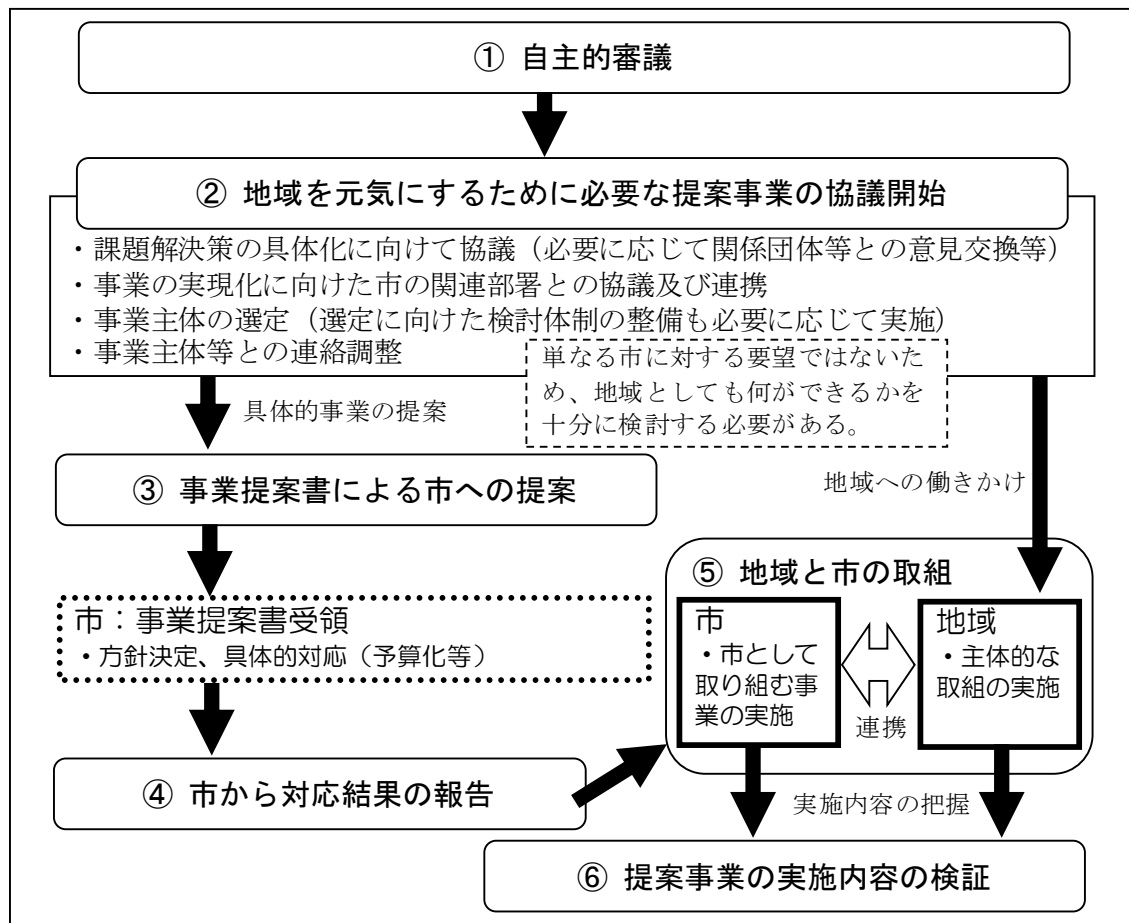 ① 自主的審議
② 地域を元気にするために必要な提案事業の協議開始
・課題解決策の具体化に向けて協議（必要に応じて関係団体等との意見交換等）
・事業の実現化に向けた市の関連部署との協議及び連携
・事業主体の選定（選定に向けた検討体制の整備も必要に応じて実施）
・事業主体等との連絡調整
単なる市に対する要望ではないた
め、地域としても何ができるかを
十分に検討する必要がある。
具体的事業の提案
③ 事業提案書による市への提案
地域への働きかけ
市：事業提案書受領
・方針決定、具体的対応（予算化等）
④ 市から対応結果の報告
⑤ 地域と市の取組
市
・市として
取り組む事
業の実施
連携
地域
・主体的な
取組の実施
実施内容の把握
⑥ 提案事業の実施内容の検証